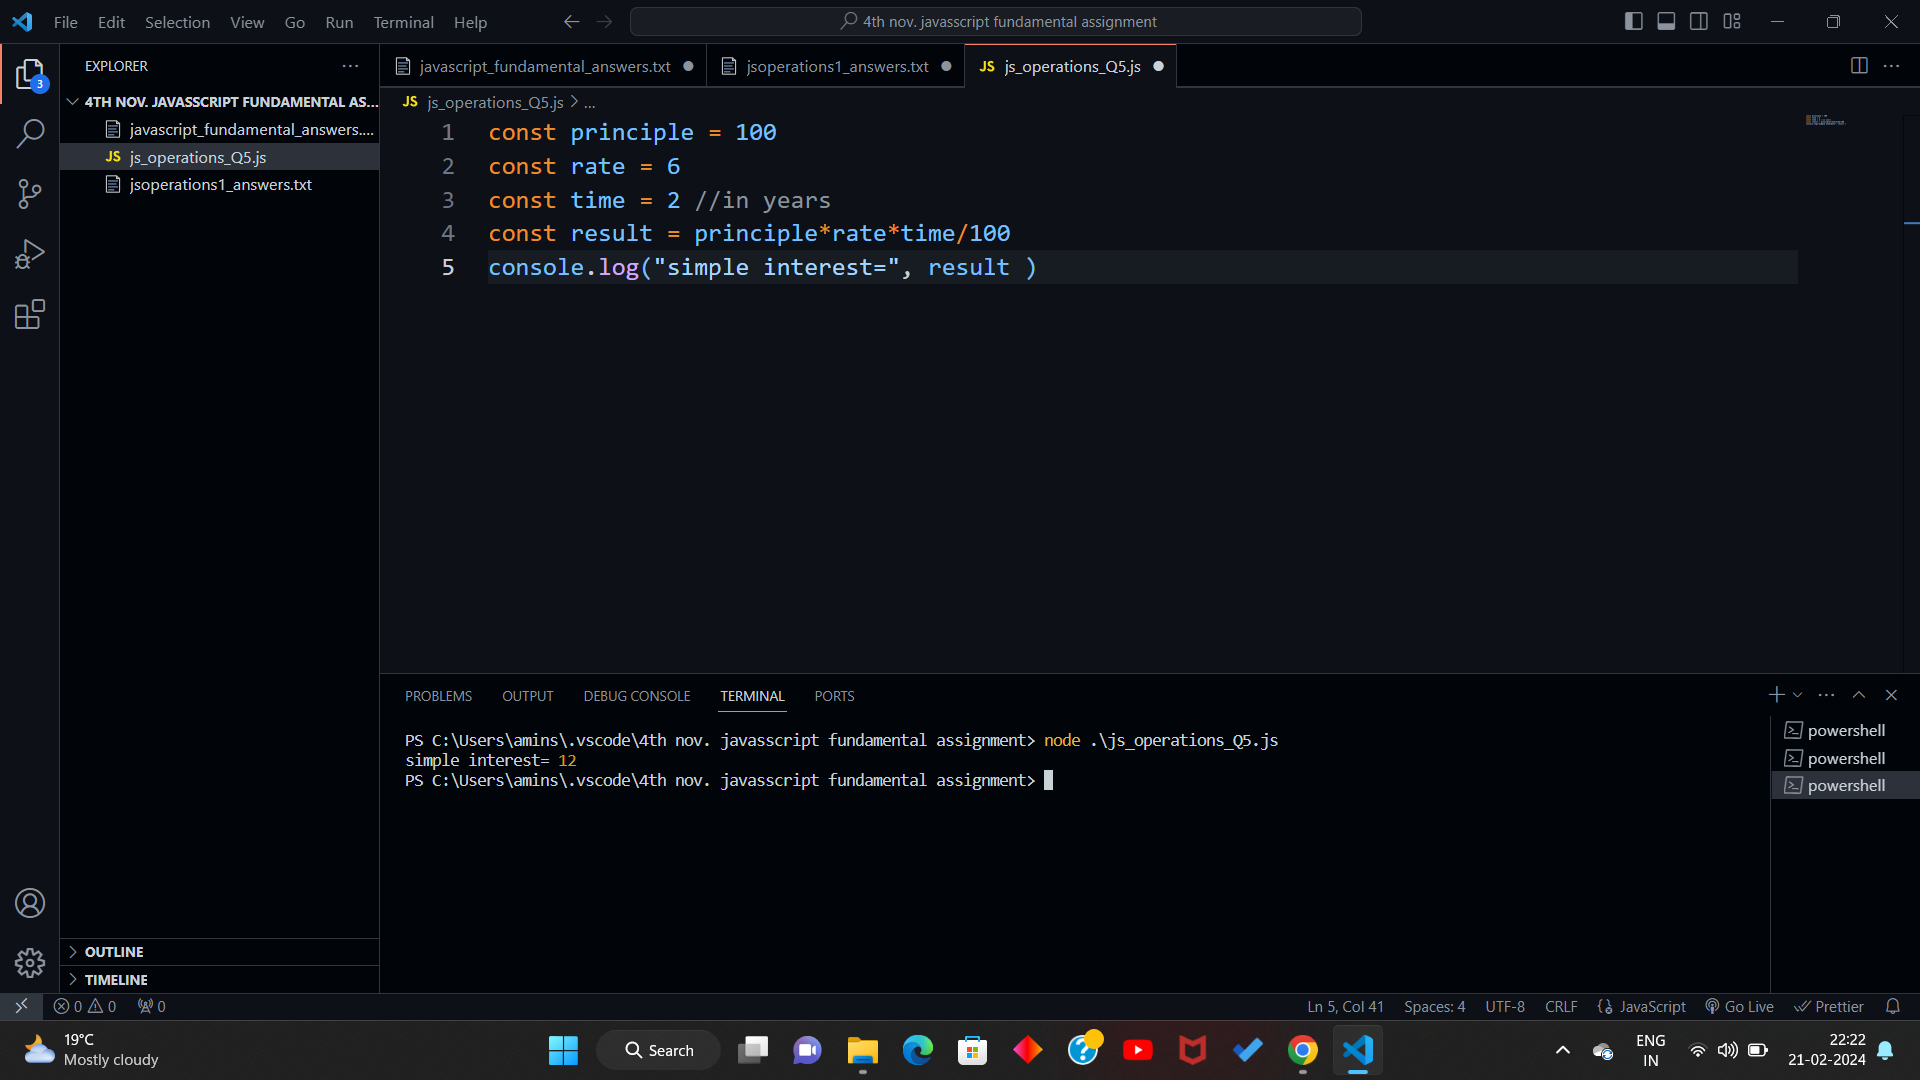 File Edit Selection View Go Run Terminal Help
4th nov. javasscript fundamental assignment
EXPLORER
3
4TH NOV. JAVASSCRIPT FUNDAMENTAL AS...
javascript_fundamental_answers....
JS js_operations_Q5.js
jsoperations1_answers.txt
OUTLINE
TIMELINE
javascript_fundamental_answers.txt jsoperations1_answers.txt JS js_operations_Q5.js
JS js_operations_Q5.js > ...
1 const principle = 100
2 const rate = 6
3 const time = 2 //in years
4 const result = principle*rate*time/100
5 console.log("simple interest=", result )
PROBLEMS OUTPUT DEBUG CONSOLE TERMINAL PORTS
PS C:\Users\amins\.vscode\4th nov. javasscript fundamental assignment> node .\js_operations_Q5.js
simple interest= 12
PS C:\Users\amins\.vscode\4th nov. javasscript fundamental assignment>
powershell
powershell
powershell
0 0 0 Ln 5, Col 41 Spaces: 4 UTF-8 CRLF JavaScript Go Live Prettier
19°C
Mostly cloudy
Search
ENG
IN
22:22
21-02-2024